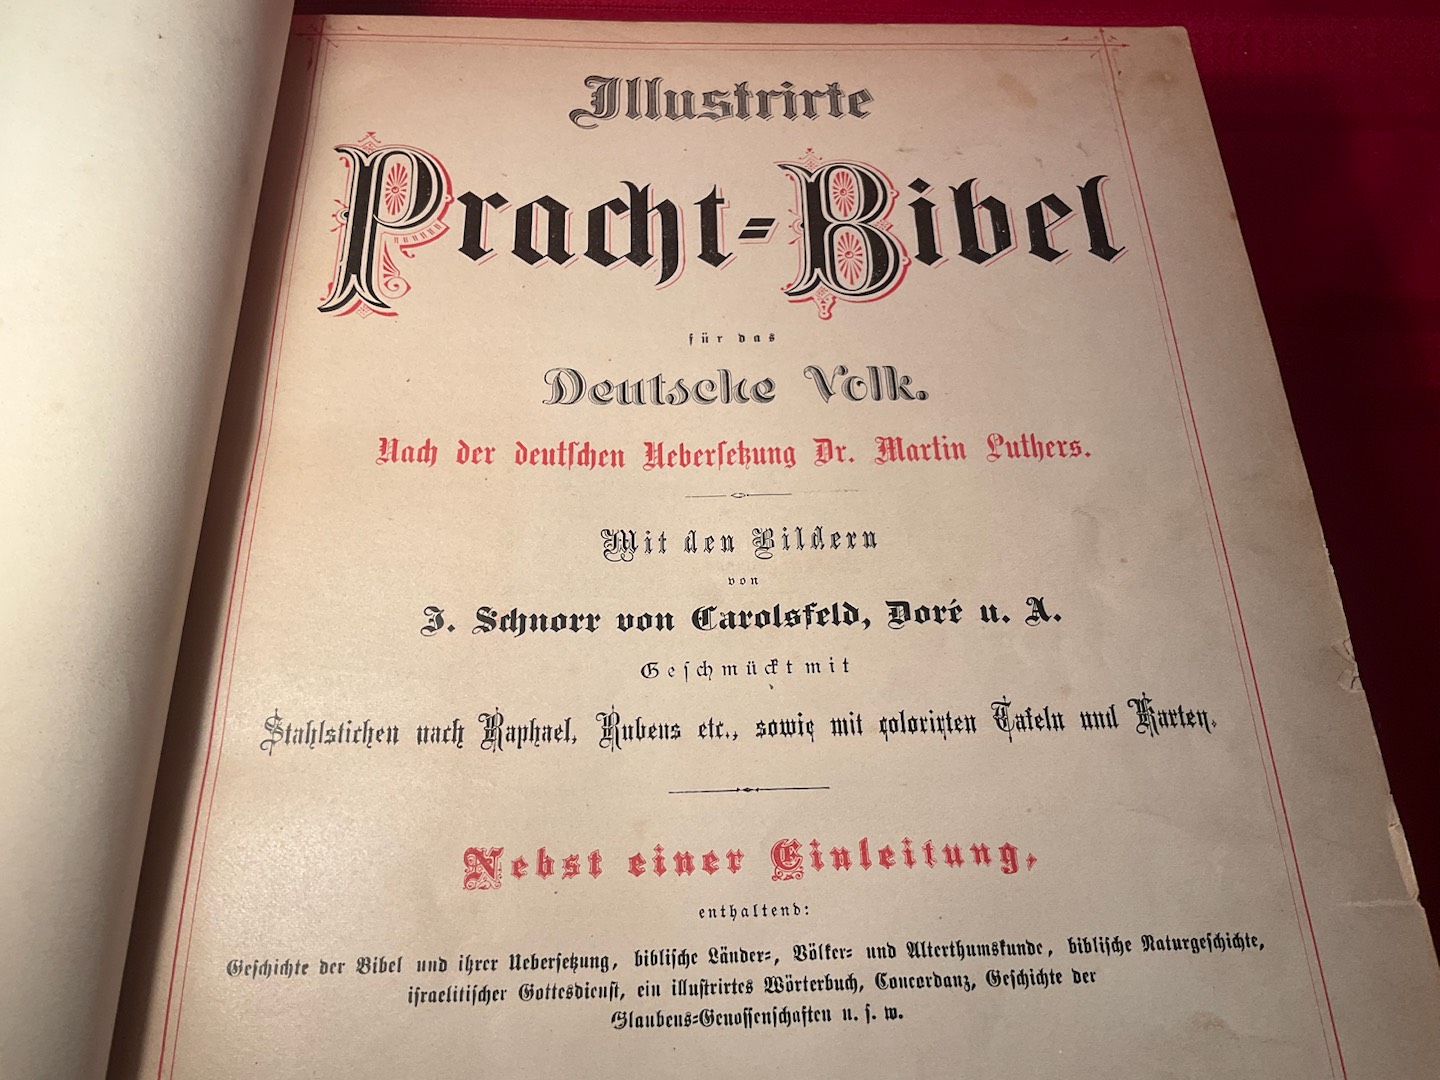 Illustrirte
Pracht-Bibel
für das
Deutsche Volk.
Nach der deutschen Uebersetzung Dr. Martin Luthers.
Mit den Bildern
von
J. Schnorr von Carolsfeld, Doré u. A.
Geschmückt mit
Stahlstichen nach Raphael, Rubens etc., sowie mit colorirten Tafeln und Karten.
Nebst einer Einleitung,
enthaltend:
Geschichte der Bibel und ihrer Uebersetzung, biblische Länder-, Völker- und Alterthumskunde, biblische Naturgeschichte,
israelitischer Gottesdienst, ein illustrirtes Wörterbuch, Concordanz, Geschichte der
Glaubens-Genossenschaften u. s. w.